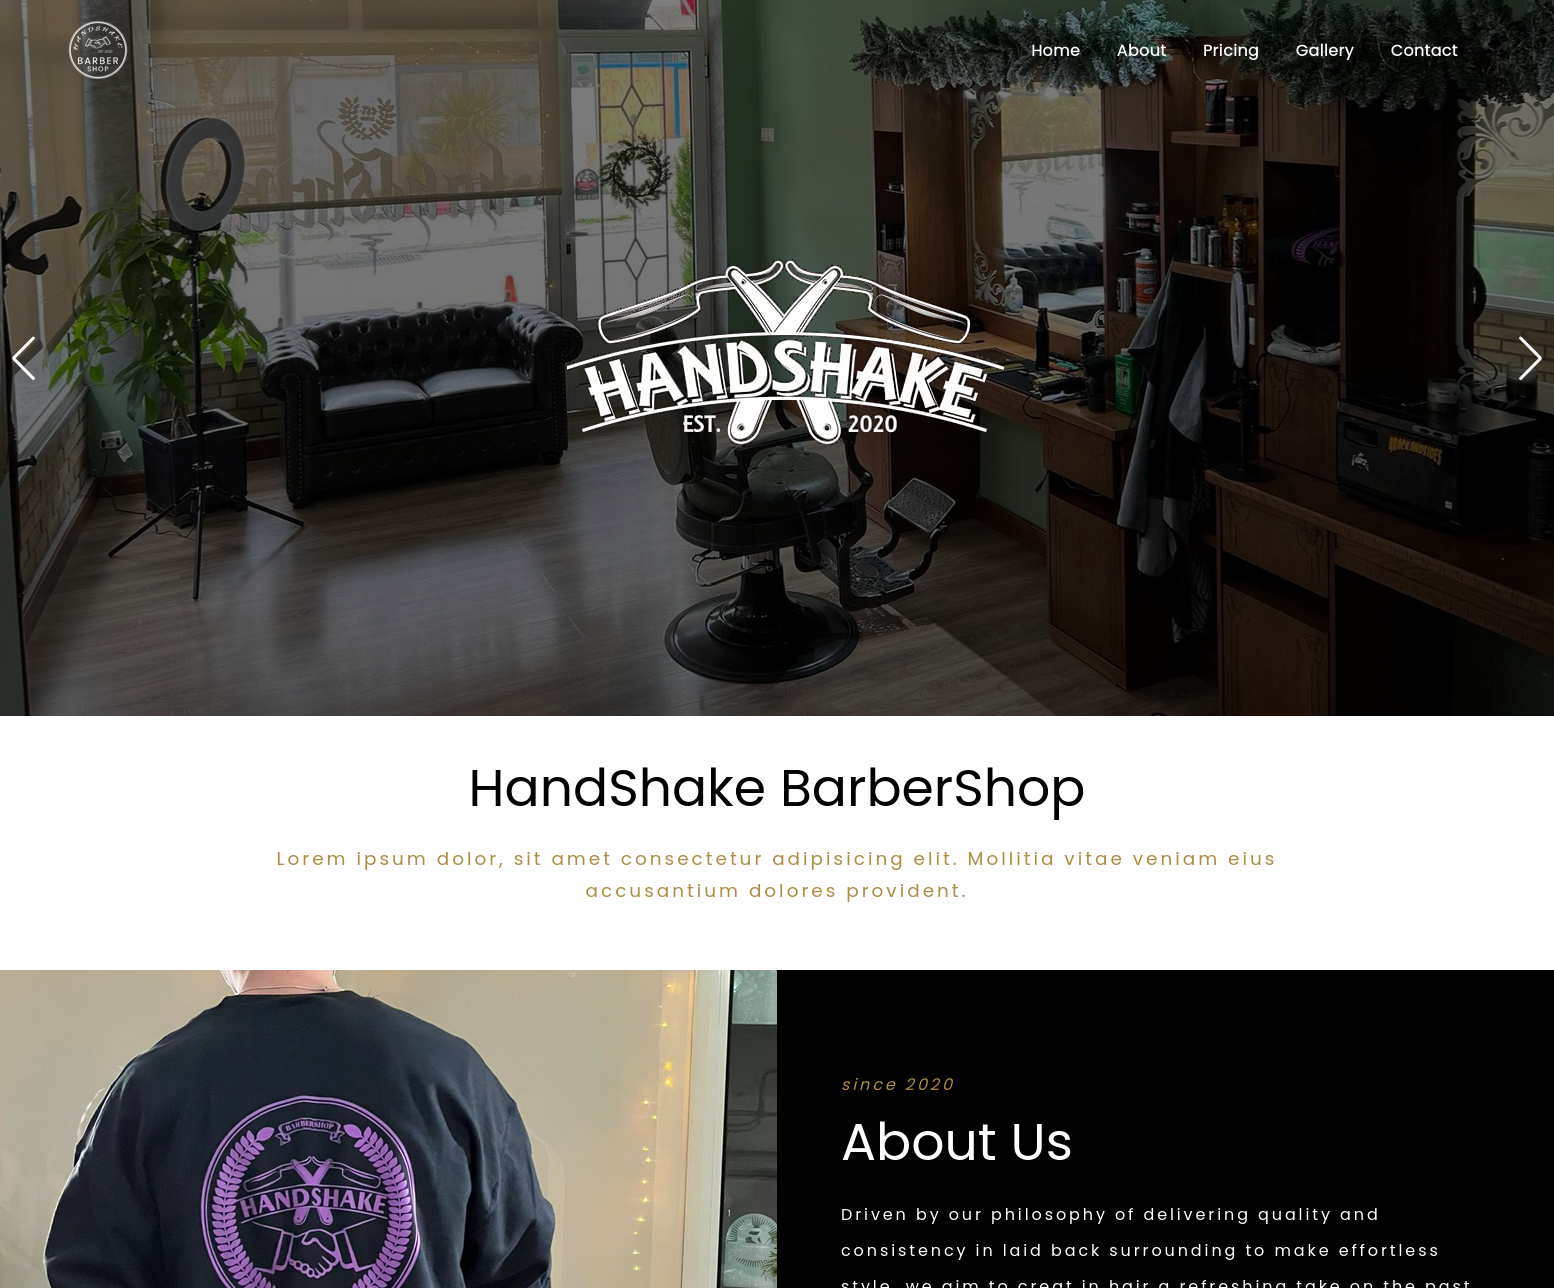 HANDSHAKE
BARBER
SHOP
Home
About
Pricing
Gallery
Contact
HANDSHAKE
EST. 2020
HandShake BarberShop
Lorem ipsum dolor, sit amet consectetur adipisicing elit. Mollitia vitae veniam eius
accusantium dolores provident.
BARBERSHOP
HANDSHAKE
since 2020
About Us
Driven by our philosophy of delivering quality and
consistency in laid back surrounding to make effortless
style, we aim to creat in hair a refreshing take on the past